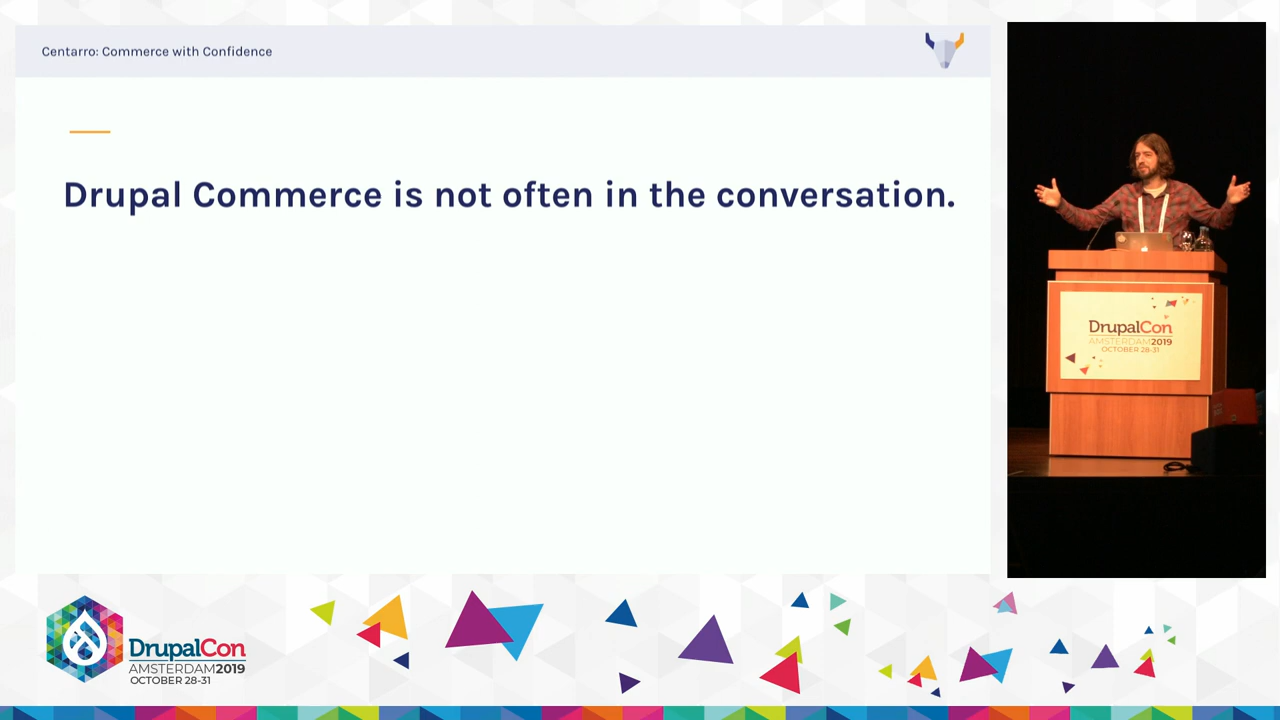 Centarro: Commerce with Confidence
Drupal Commerce is not often in the conversation.
DrupalCon
AMSTERDAM2019
OCTOBER 28-31
DrupalCon
AMSTERDAM2019
OCTOBER 28-31